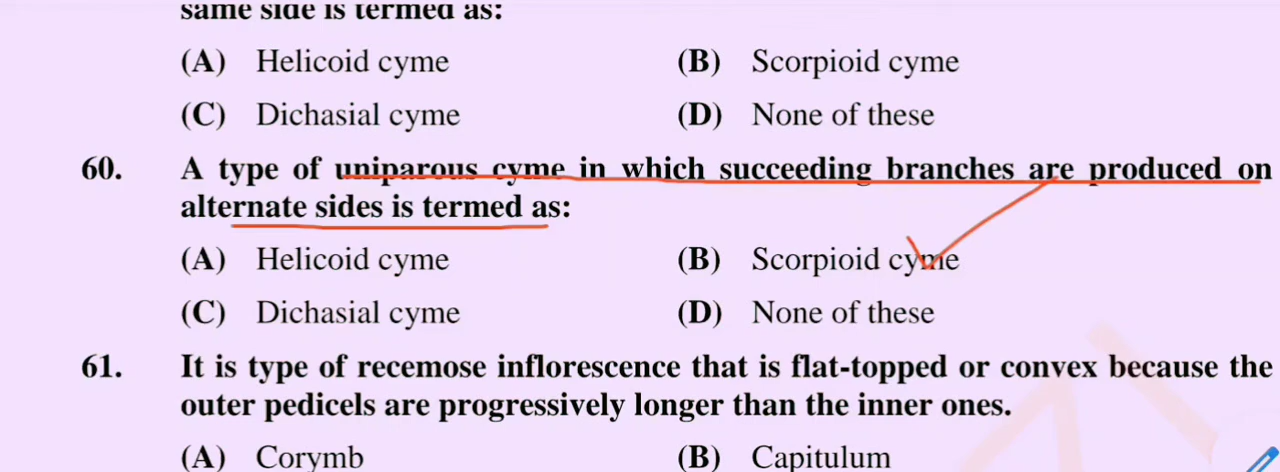 same side is termed as:
(A) Helicoid cyme (B) Scorpioid cyme
(C) Dichasial cyme (D) None of these
60. A type of uniparous cyme in which succeeding branches are produced on
alternate sides is termed as:
(A) Helicoid cyme (B) Scorpioid cyme
(C) Dichasial cyme (D) None of these
61. It is type of recemose inflorescence that is flat-topped or convex because the
outer pedicels are progressively longer than the inner ones.
(A) Corymb (B) Capitulum